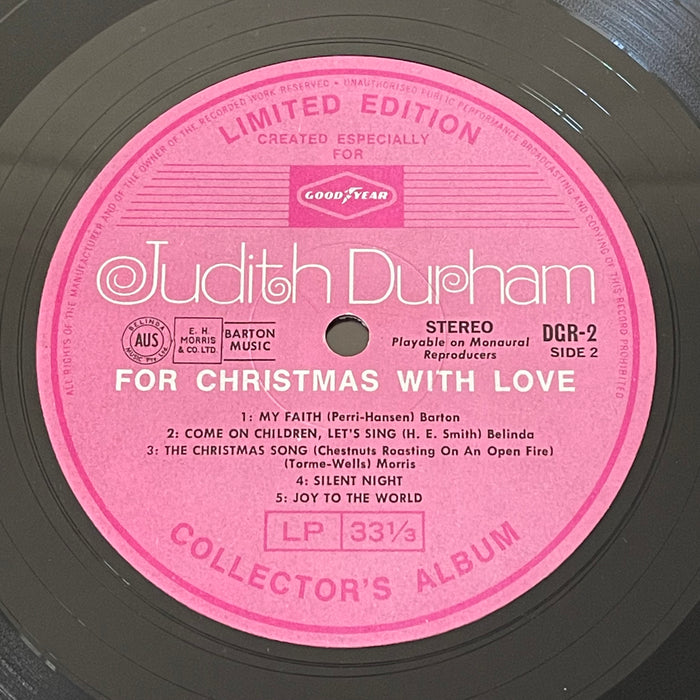 ALL RIGHTS OF THE MANUFACTURER AND OF THE OWNER OF THE RECORDED WORK RESERVED • UNAUTHORISED PUBLIC PERFORMANCE BROADCASTING AND COPYING OF THIS RECORD PROHIBITED
LIMITED EDITION
CREATED ESPECIALLY
FOR
GOODYEAR
Judith Durham
BELINDA
AUS
MUSIC Pty. Ltd.
E. H.
MORRIS
& CO. LTD.
BARTON
MUSIC
STEREO
Playable on Monaural
Reproducers
DGR-2
SIDE 2
FOR CHRISTMAS WITH LOVE
1: MY FAITH (Perri-Hansen) Barton
2: COME ON CHILDREN, LET'S SING (H. E. Smith) Belinda
3: THE CHRISTMAS SONG (Chestnuts Roasting On An Open Fire)
(Torme-Wells) Morris
4: SILENT NIGHT
5: JOY TO THE WORLD
LP 33⅓
COLLECTOR'S ALBUM